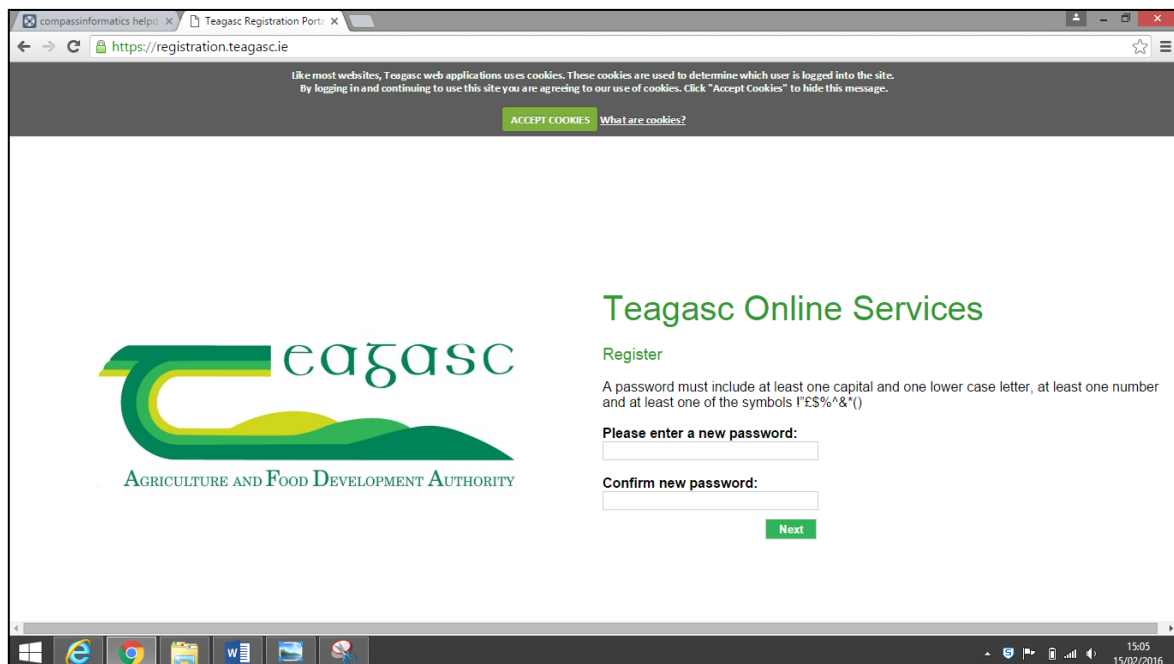 compassinformatics helpd
Teagasc Registration Porta
https://registration.teagasc.ie
Like most websites, Teagasc web applications uses cookies. These cookies are used to determine which user is logged into the site.
By logging in and continuing to use this site you are agreeing to our use of cookies. Click "Accept Cookies" to hide this message.
ACCEPT COOKIES What are cookies?
Teagasc Online Services
eagasc
AGRICULTURE AND FOOD DEVELOPMENT AUTHORITY
Register
A password must include at least one capital and one lower case letter, at least one number
and at least one of the symbols !"£$%^&*()
Please enter a new password:
Confirm new password:
Next
15:05
15/02/2016